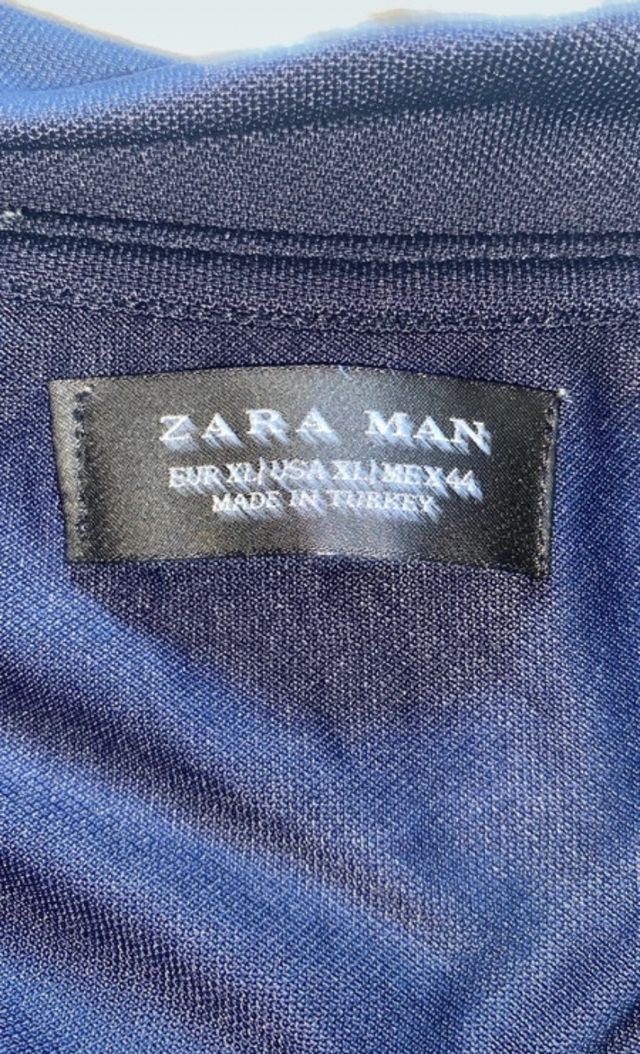 ZARA MAN
EUR XL/USA XL/MEX 44
MADE IN TURKEY